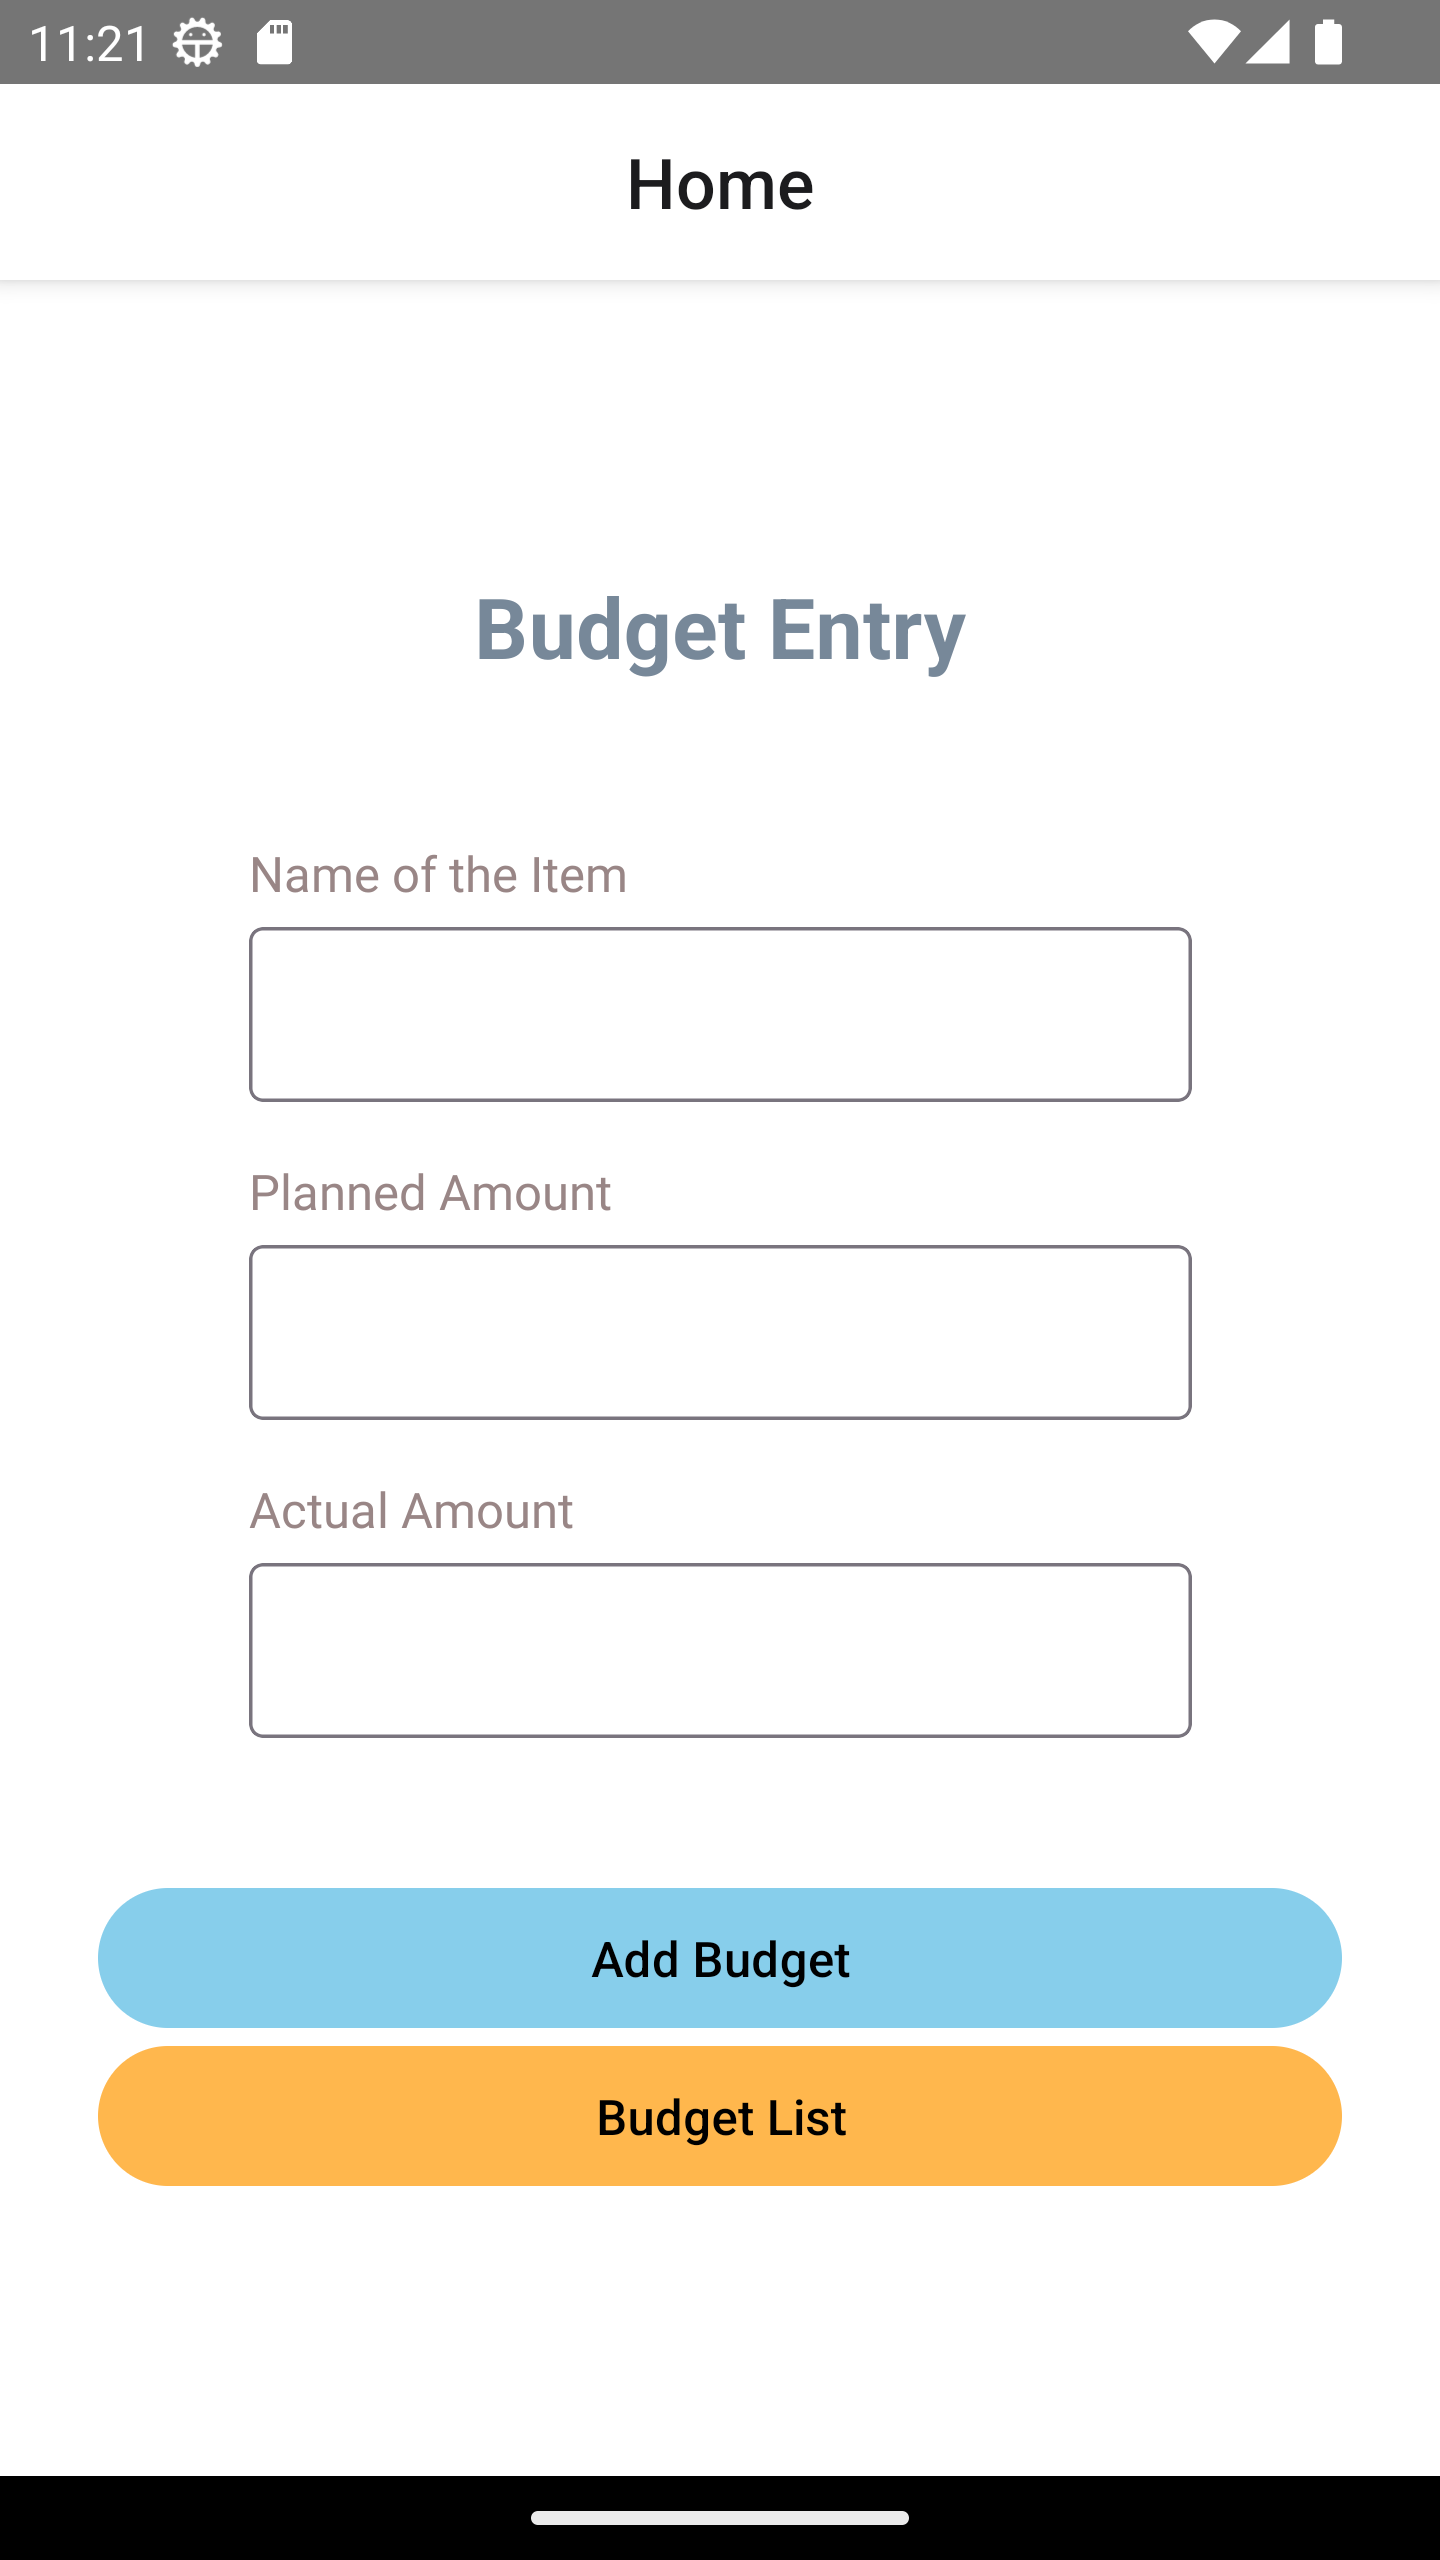 11:21
Home
Budget Entry
Name of the Item
Planned Amount
Actual Amount
Add Budget
Budget List